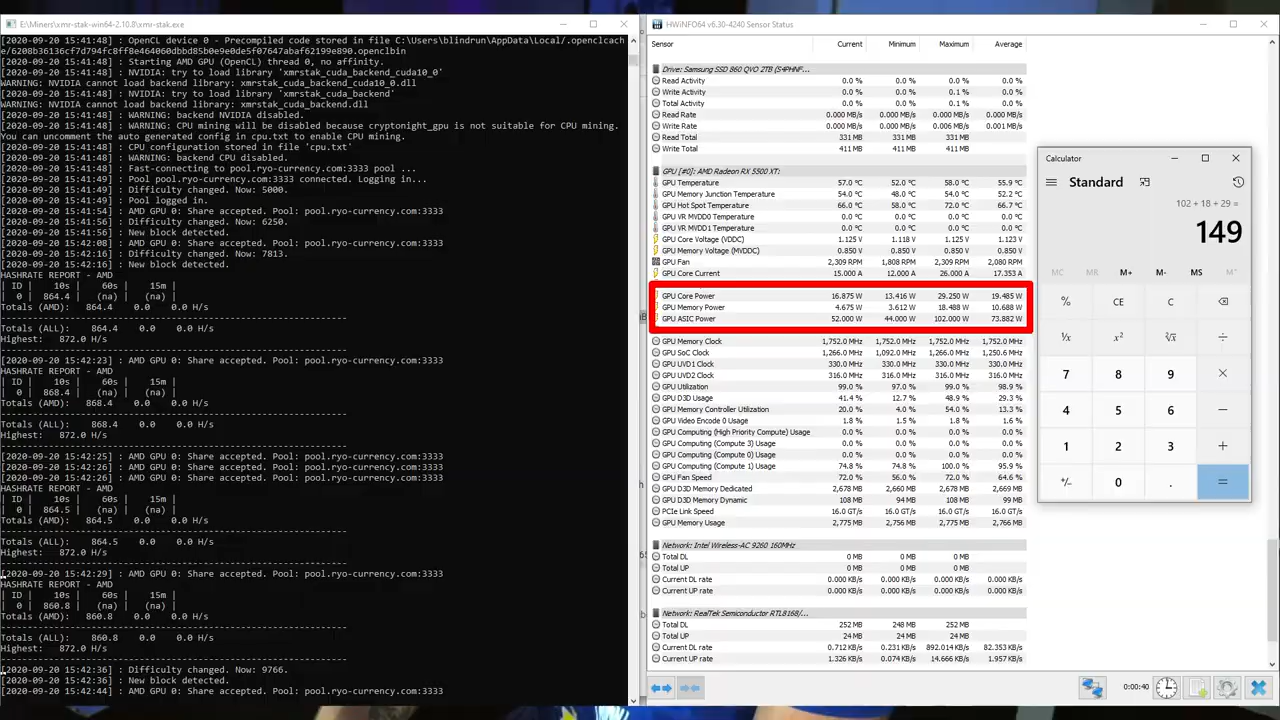 E:\Miners\xmr-stak-win64-2.10.8\xmr-stak.exe
[2020-09-20 15:41:48] : OpenCL device 0 - Precompiled code stored in file C:\Users\blindrun\AppData\Local/.openclcach
e/6208b36136cf7d794fc8ff8e464060dbbd85b0e9e0de5f07647abaf62199e890.openclbin
[2020-09-20 15:41:48] : Starting AMD GPU (OpenCL) thread 0, no affinity.
[2020-09-20 15:41:48] : NVIDIA: try to load library 'xmrstak_cuda_backend_cuda10_0'
WARNING: NVIDIA cannot load backend library: xmrstak_cuda_backend_cuda10_0.dll
[2020-09-20 15:41:48] : NVIDIA: try to load library 'xmrstak_cuda_backend'
WARNING: NVIDIA cannot load backend library: xmrstak_cuda_backend.dll
[2020-09-20 15:41:48] : WARNING: backend NVIDIA disabled.
[2020-09-20 15:41:48] : WARNING: CPU mining will be disabled because cryptonight_gpu is not suitable for CPU mining.
You can uncomment the auto generated config in cpu.txt to enable CPU mining.
[2020-09-20 15:41:48] : CPU configuration stored in file 'cpu.txt'
[2020-09-20 15:41:48] : WARNING: backend CPU disabled.
[2020-09-20 15:41:48] : Fast-connecting to pool.ryo-currency.com:3333 pool ...
[2020-09-20 15:41:49] : Pool pool.ryo-currency.com:3333 connected. Logging in...
[2020-09-20 15:41:49] : Difficulty changed. Now: 5000.
[2020-09-20 15:41:49] : Pool logged in.
[2020-09-20 15:41:54] : AMD GPU 0: Share accepted. Pool: pool.ryo-currency.com:3333
[2020-09-20 15:41:56] : Difficulty changed. Now: 6250.
[2020-09-20 15:41:56] : New block detected.
[2020-09-20 15:42:08] : AMD GPU 0: Share accepted. Pool: pool.ryo-currency.com:3333
[2020-09-20 15:42:16] : Difficulty changed. Now: 7813.
[2020-09-20 15:42:16] : New block detected.
HASHRATE REPORT - AMD
| ID | 10s | 60s | 15m |
| 0 | 864.4 | (na) | (na) |
Totals (AMD): 864.4 0.0 0.0 H/s
Totals (ALL): 864.4 0.0 0.0 H/s
Highest: 872.0 H/s
[2020-09-20 15:42:23] : AMD GPU 0: Share accepted. Pool: pool.ryo-currency.com:3333
HASHRATE REPORT - AMD
| ID | 10s | 60s | 15m |
| 0 | 868.4 | (na) | (na) |
Totals (AMD): 868.4 0.0 0.0 H/s
Totals (ALL): 868.4 0.0 0.0 H/s
Highest: 872.0 H/s
[2020-09-20 15:42:25] : AMD GPU 0: Share accepted. Pool: pool.ryo-currency.com:3333
[2020-09-20 15:42:26] : AMD GPU 0: Share accepted. Pool: pool.ryo-currency.com:3333
[2020-09-20 15:42:26] : AMD GPU 0: Share accepted. Pool: pool.ryo-currency.com:3333
HASHRATE REPORT - AMD
| ID | 10s | 60s | 15m |
| 0 | 864.5 | (na) | (na) |
Totals (AMD): 864.5 0.0 0.0 H/s
Totals (ALL): 864.5 0.0 0.0 H/s
Highest: 872.0 H/s
[2020-09-20 15:42:29] : AMD GPU 0: Share accepted. Pool: pool.ryo-currency.com:3333
HASHRATE REPORT - AMD
| ID | 10s | 60s | 15m |
| 0 | 860.8 | (na) | (na) |
Totals (AMD): 860.8 0.0 0.0 H/s
Totals (ALL): 860.8 0.0 0.0 H/s
Highest: 872.0 H/s
[2020-09-20 15:42:36] : Difficulty changed. Now: 9766.
[2020-09-20 15:42:36] : New block detected.
[2020-09-20 15:42:44] : AMD GPU 0: Share accepted. Pool: pool.ryo-currency.com:3333
HWiNFO64 v6.30-4240 Sensor Status
Sensor Current Minimum Maximum Average
Drive: Samsung SSD 860 QVO 2TB (S4PHNF...
Read Activity 0.0 % 0.0 % 0.0 % 0.0 %
Write Activity 0.0 % 0.0 % 0.1 % 0.0 %
Total Activity 0.0 % 0.0 % 0.1 % 0.0 %
Read Rate 0.000 MB/s 0.000 MB/s 0.000 MB/s 0.000 MB/s
Write Rate 0.000 MB/s 0.000 MB/s 0.006 MB/s 0.001 MB/s
Read Total 331 MB 331 MB 331 MB
Write Total 411 MB 411 MB 411 MB
GPU [#0]: AMD Radeon RX 5500 XT:
GPU Temperature 57.0 °C 52.0 °C 58.0 °C 55.9 °C
GPU Memory Junction Temperature 54.0 °C 48.0 °C 54.0 °C 52.2 °C
GPU Hot Spot Temperature 66.0 °C 58.0 °C 72.0 °C 66.7 °C
GPU VR MVDD0 Temperature 0.0 °C 0.0 °C 0.0 °C 0.0 °C
GPU VR MVDD1 Temperature 0.0 °C 0.0 °C 0.0 °C 0.0 °C
GPU Core Voltage (VDDC) 1.125 V 1.118 V 1.125 V 1.123 V
GPU Memory Voltage (MVDDC) 0.850 V 0.850 V 0.850 V 0.850 V
GPU Fan 2,309 RPM 1,808 RPM 2,309 RPM 2,080 RPM
GPU Core Current 15.000 A 12.000 A 26.000 A 17.353 A
GPU Core Power 16.875 W 13.416 W 29.250 W 19.485 W
GPU Memory Power 4.675 W 3.612 W 18.488 W 10.688 W
GPU ASIC Power 52.000 W 44.000 W 102.000 W 73.882 W
GPU Memory Clock 1,752.0 MHz 1,752.0 MHz 1,752.0 MHz 1,752.0 MHz
GPU SoC Clock 1,266.0 MHz 1,092.0 MHz 1,266.0 MHz 1,250.6 MHz
GPU UVD1 Clock 330.0 MHz 330.0 MHz 330.0 MHz 330.0 MHz
GPU UVD2 Clock 316.0 MHz 316.0 MHz 316.0 MHz 316.0 MHz
GPU Utilization 99.0 % 97.0 % 99.0 % 98.9 %
GPU D3D Usage 41.4 % 12.7 % 48.9 % 29.3 %
GPU Memory Controller Utilization 20.0 % 4.0 % 54.0 % 13.3 %
GPU Video Encode 0 Usage 1.8 % 1.5 % 1.8 % 1.6 %
GPU Computing (High Priority Compute) Usage 0.0 % 0.0 % 0.0 %
GPU Computing (Compute 3) Usage 0.0 % 0.0 % 0.0 % 0.0 %
GPU Computing (Compute 0) Usage 0.0 % 0.0 % 0.0 % 0.0 %
GPU Computing (Compute 1) Usage 74.8 % 74.8 % 100.0 % 95.9 %
GPU Fan Speed 72.0 % 56.0 % 72.0 % 64.6 %
GPU D3D Memory Dedicated 2,678 MB 2,660 MB 2,678 MB 2,669 MB
GPU D3D Memory Dynamic 108 MB 94 MB 108 MB 99 MB
PCIe Link Speed 16.0 GT/s 16.0 GT/s 16.0 GT/s 16.0 GT/s
GPU Memory Usage 2,775 MB 2,756 MB 2,775 MB 2,766 MB
Network: Intel Wireless-AC 9260 160MHz
Total DL 0 MB 0 MB 0 MB
Total UP 0 MB 0 MB 0 MB
Current DL rate 0.000 KB/s 0.000 KB/s 0.000 KB/s 0.000 KB/s
Current UP rate 0.000 KB/s 0.000 KB/s 0.000 KB/s 0.000 KB/s
Network: RealTek Semiconductor RTL8168/...
Total DL 252 MB 248 MB 252 MB
Total UP 24 MB 24 MB 24 MB
Current DL rate 0.712 KB/s 0.231 KB/s 892.014 KB/s 82.353 KB/s
Current UP rate 1.326 KB/s 0.074 KB/s 14.666 KB/s 1.957 KB/s
0:00:40
Calculator
Standard
102 + 18 + 29 =
149
MC MR M+ M- MS M˅
% CE C
¹/x x² ²√x ÷
7 8 9 ×
4 5 6 −
1 2 3 +
+/- 0 . =